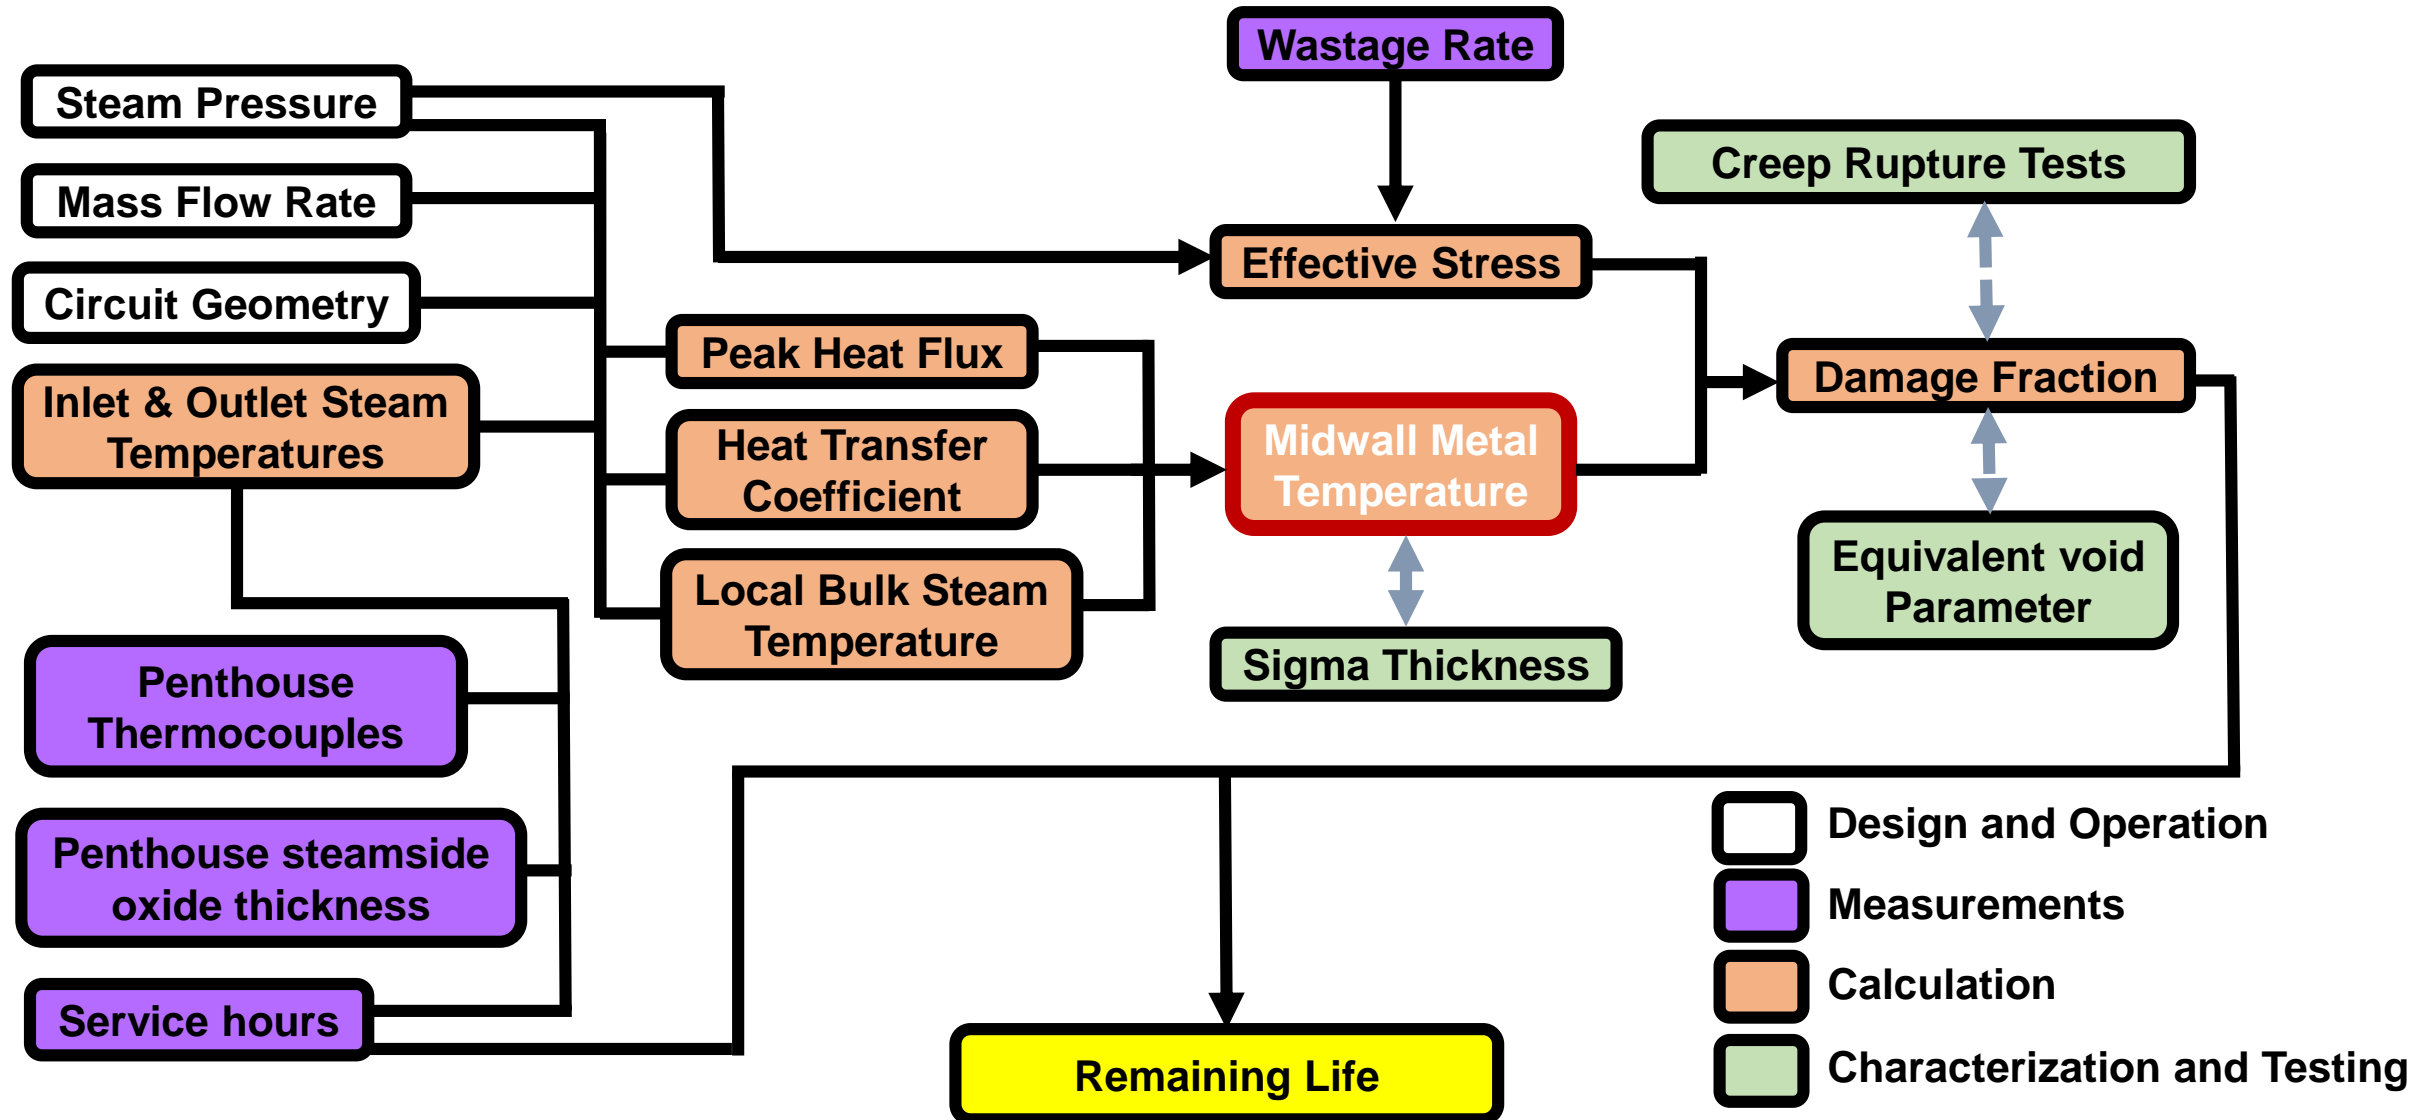 Wastage Rate
Steam Pressure
Mass Flow Rate
Circuit Geometry
Inlet & Outlet Steam
Temperatures
Penthouse
Thermocouples
Penthouse steamside
oxide thickness
Service hours
Peak Heat Flux
Heat Transfer
Coefficient
Local Bulk Steam
Temperature
Effective Stress
Midwall Metal
Temperature
Sigma Thickness
Creep Rupture Tests
Damage Fraction
Equivalent void
Parameter
Remaining Life
Design and Operation
Measurements
Calculation
Characterization and Testing